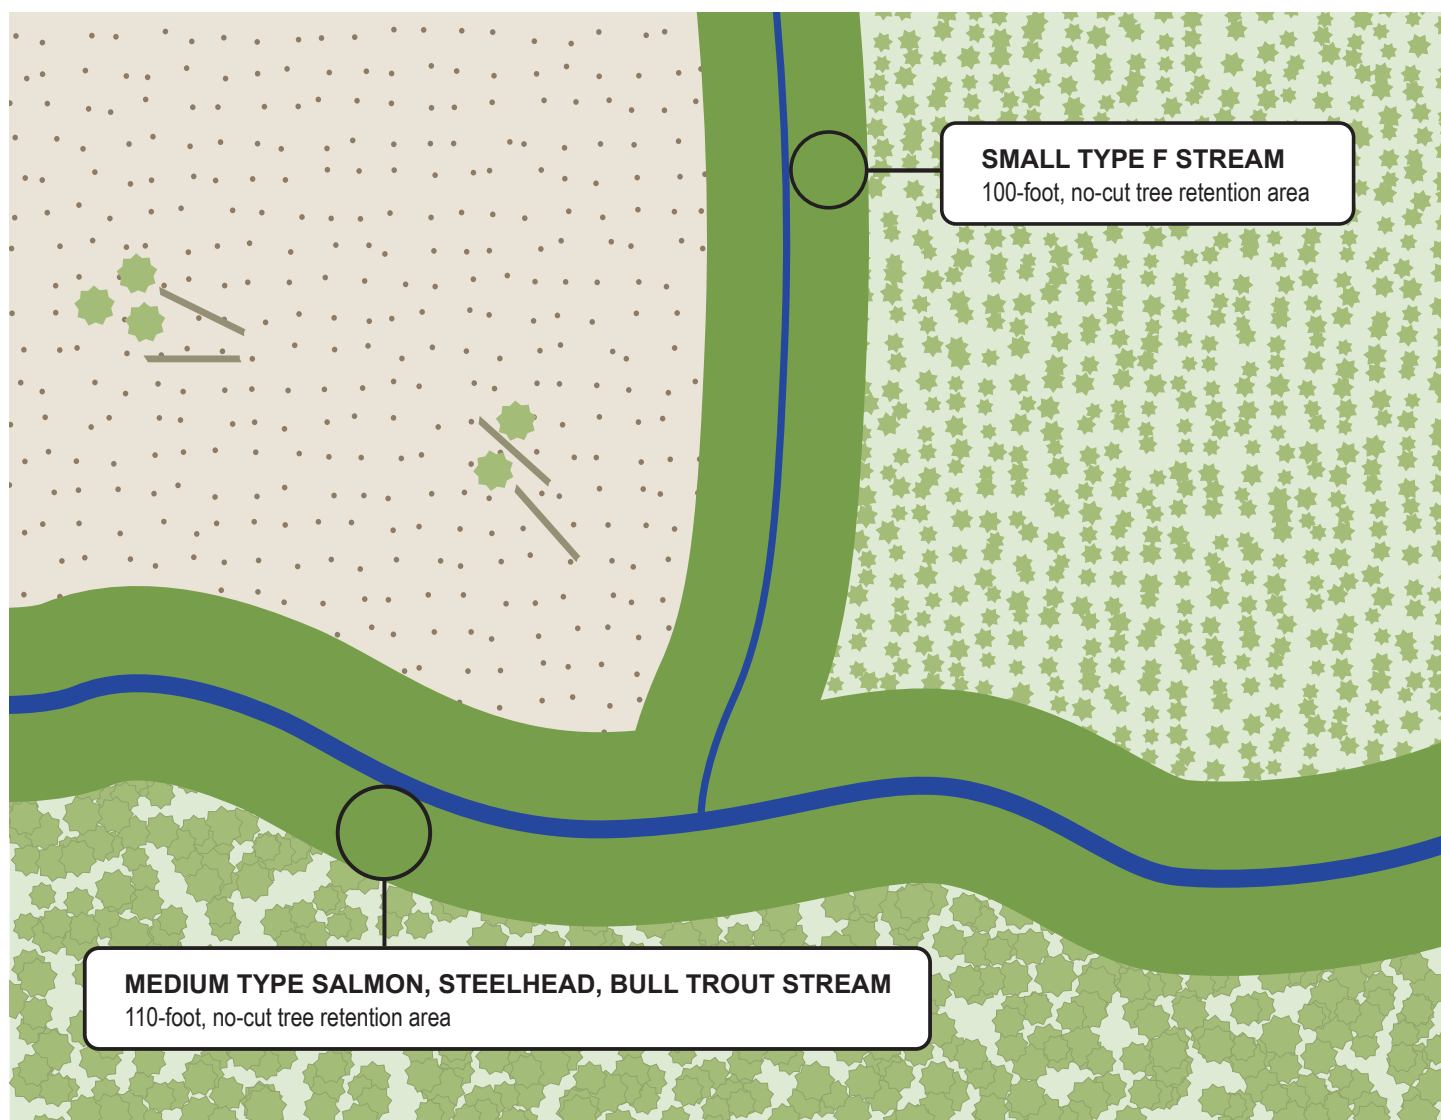 SMALL TYPE F STREAM
100-foot, no-cut tree retention area
MEDIUM TYPE SALMON, STEELHEAD, BULL TROUT STREAM
110-foot, no-cut tree retention area